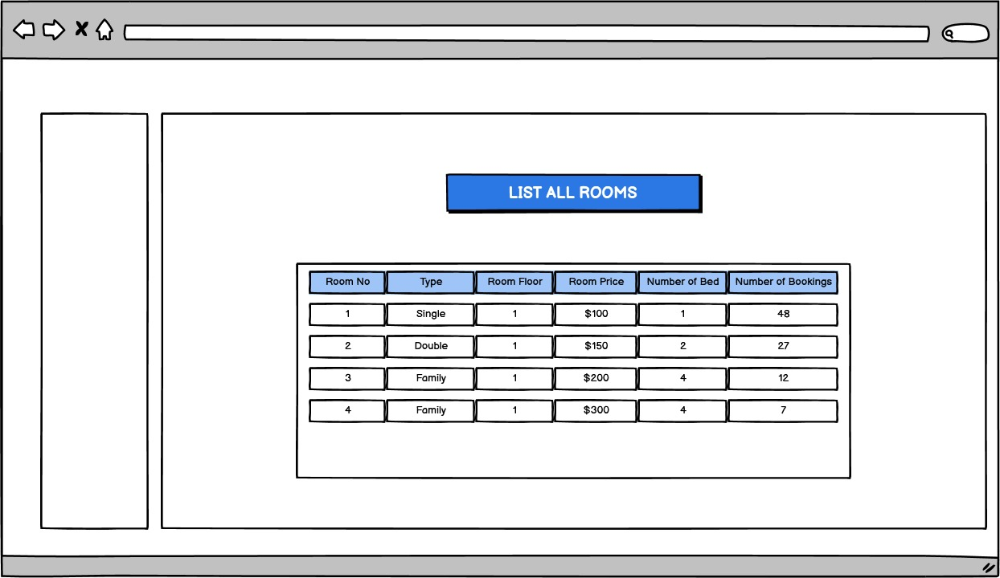 LIST ALL ROOMS
Room No Type Room Floor Room Price Number of Bed Number of Bookings
1 Single 1 $100 1 48
2 Double 1 $150 2 27
3 Family 1 $200 4 12
4 Family 1 $300 4 7